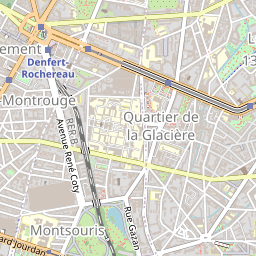 ement
Denfert-
Rochereau
L
13
Montrouge
Quartier de
la Glacière
RER B
Avenue René Coty
Rue Gazan
Montsouris
ard Jourdan